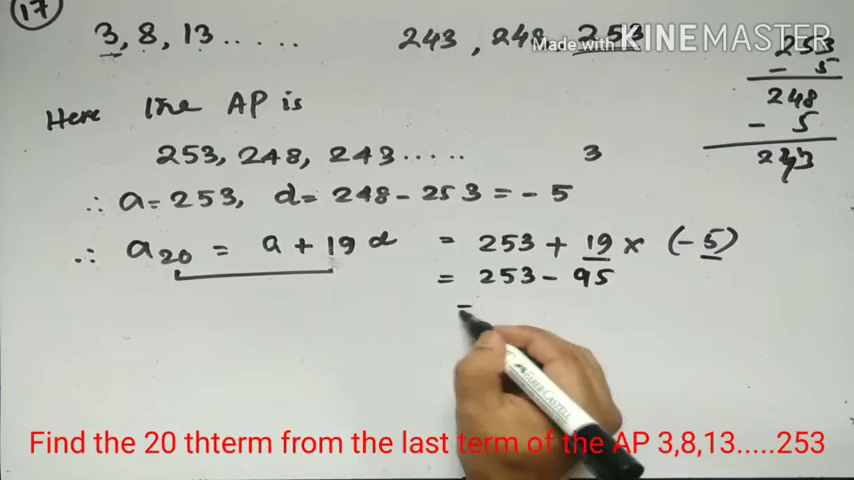 17
3, 8, 13 . . . . . 243, 248, 253
Made with KINEMASTER
253
- 5
248
- 5
243
Here the AP is
253, 248, 243 . . . . . 3
∴ a = 253, d = 248 - 253 = - 5
∴ a20 = a + 19 d = 253 + 19 × (- 5)
= 253 - 95
=
FABER-CASTELL
Find the 20 thterm from the last term of the AP 3,8,13.....253